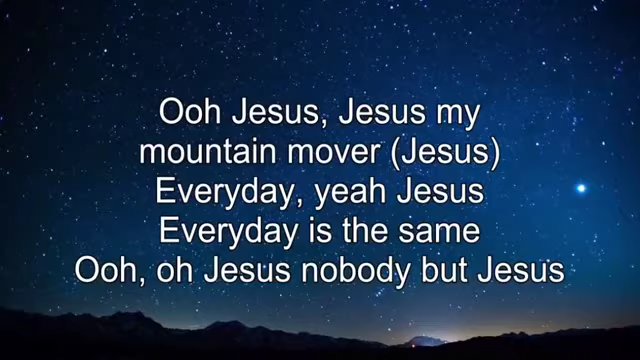 Ooh Jesus, Jesus my
mountain mover (Jesus)
Everyday, yeah Jesus
Everyday is the same
Ooh, oh Jesus nobody but Jesus